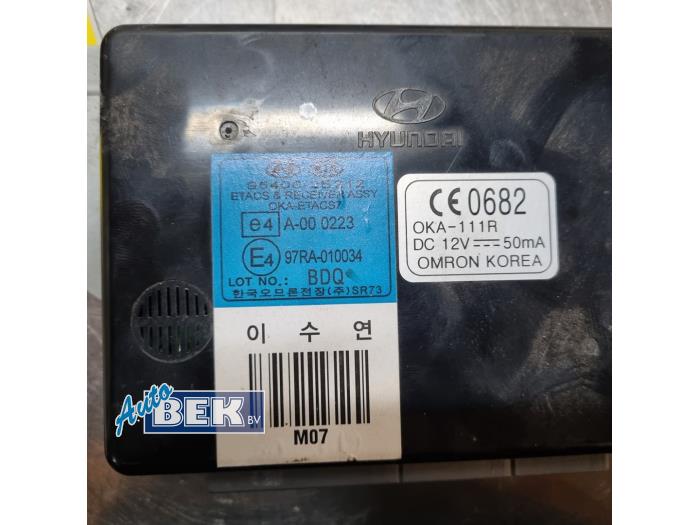 HYUNDAI
ETACS & RECEIVER ASSY
OKA-ETACS7
e4 A-00 0223
E4 97RA-010034
LOT NO.: BDQ
한국오므론전장(주) SR73
CE 0682
OKA-111R
DC 12V 50mA
OMRON KOREA
이수연
M07
Auto
BEK BV